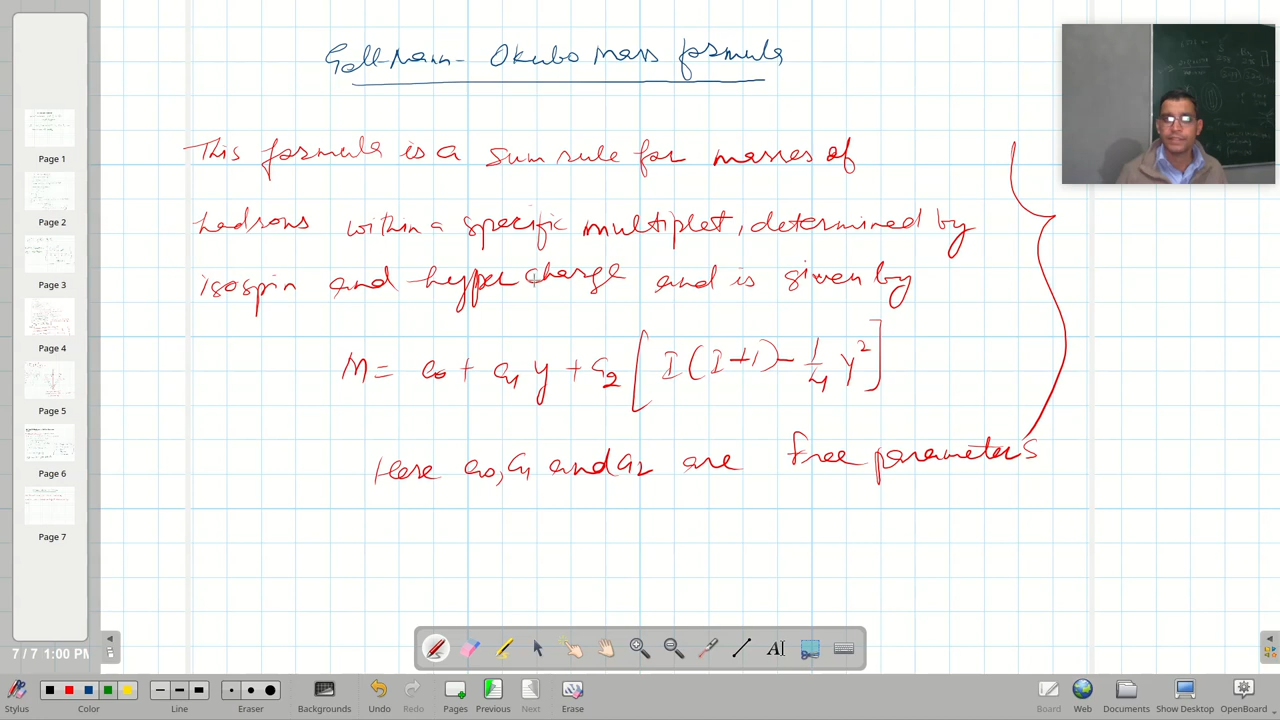 Gell-Mann - Okubo mass formula
This formula is a sum rule for masses of
hadrons within a specific multiplet, determined by
isospin and hypercharge and is given by
M = a0 + a1 y + a2 [ I(I+1) - 1/4 y² ]
Here a0, a1 and a2 are free parameters
Page 1
Page 2
Page 3
Page 4
Page 5
Page 6
Page 7
7 / 7 1:00 PM
Stylus Color Line Eraser Backgrounds Undo Redo Pages Previous Next Erase Board Web Documents Show Desktop OpenBoard